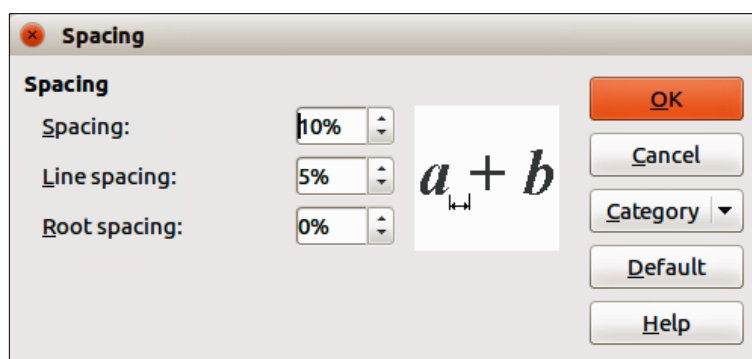 Spacing
Spacing
Spacing: 10%
Line spacing: 5%
Root spacing: 0%
a + b
OK
Cancel
Category
Default
Help